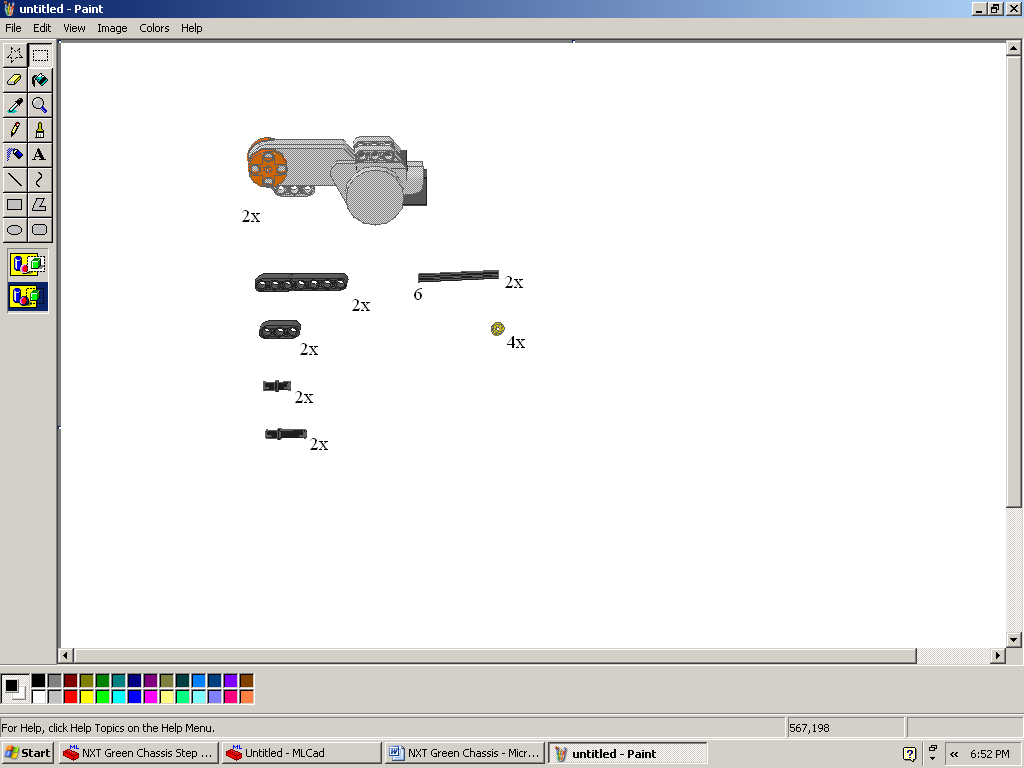 untitled - Paint
File Edit View Image Colors Help
A
2x
2x
6
2x
2x
4x
2x
2x
For Help, click Help Topics on the Help Menu.
567,198
Start
NXT Green Chassis Step ...
Untitled - MLCad
NXT Green Chassis - Micr...
untitled - Paint
6:52 PM